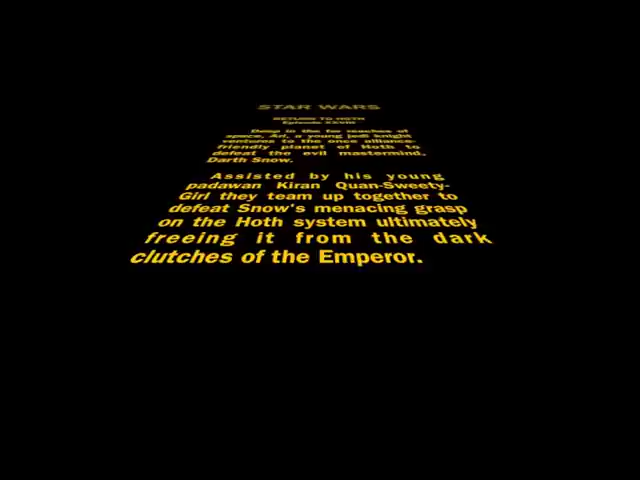 STAR WARS
RETURN TO HOTH
Episode XXVIII
Deep in the far reaches of
space, Ari, a young jedi knight
ventures to the once alliance-
friendly planet of Hoth to
defeat the evil mastermind,
Darth Snow.
Assisted by his young
padawan Kiran Quan-Sweety-
Girl they team up together to
defeat Snow's menacing grasp
on the Hoth system ultimately
freeing it from the dark
clutches of the Emperor.